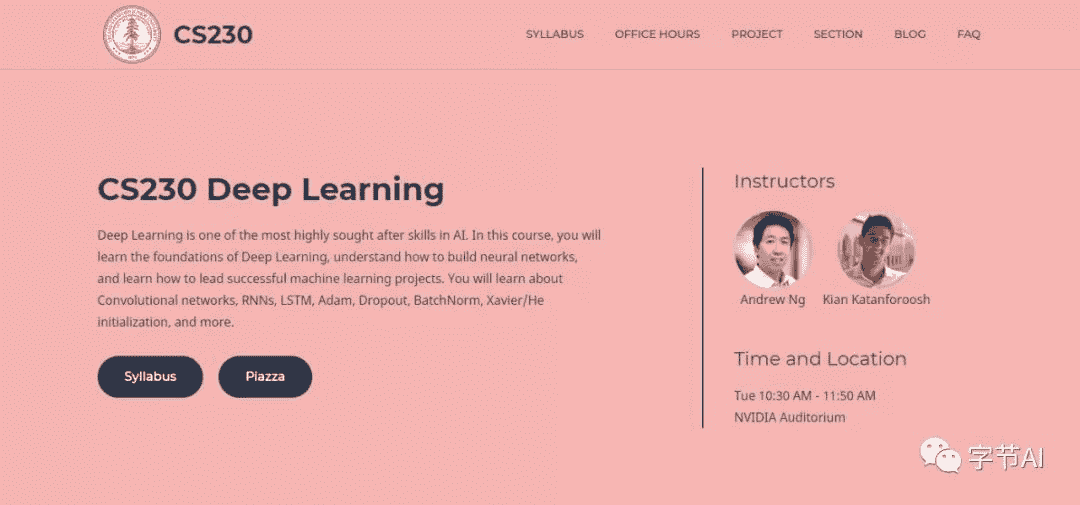 CS230
SYLLABUS OFFICE HOURS PROJECT SECTION BLOG FAQ
CS230 Deep Learning
Deep Learning is one of the most highly sought after skills in AI. In this course, you will
learn the foundations of Deep Learning, understand how to build neural networks,
and learn how to lead successful machine learning projects. You will learn about
Convolutional networks, RNNs, LSTM, Adam, Dropout, BatchNorm, Xavier/He
initialization, and more.
Syllabus Piazza
Instructors
Andrew Ng Kian Katanforoosh
Time and Location
Tue 10:30 AM - 11:50 AM
NVIDIA Auditorium
字节AI